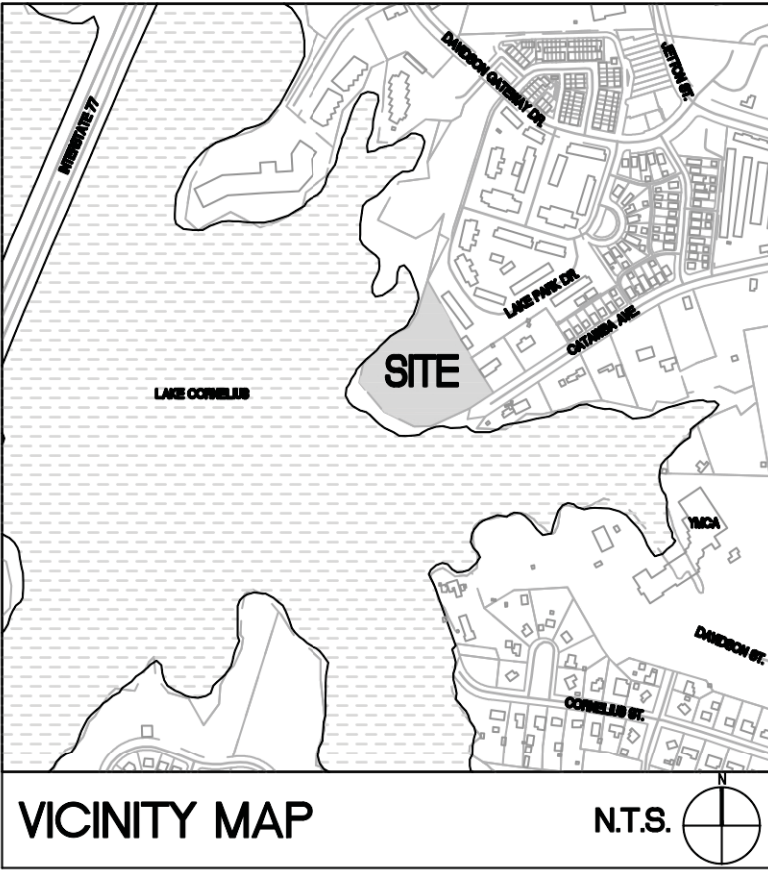 DAVIDSON GATEWAY DR.
JETTON ST.
INTERSTATE 77
LAKE PARK DR.
CATAWBA AVE.
SITE
LAKE CORNELIUS
YMCA
DAVIDSON ST.
CORNELIUS ST.
N
VICINITY MAP
N.T.S.